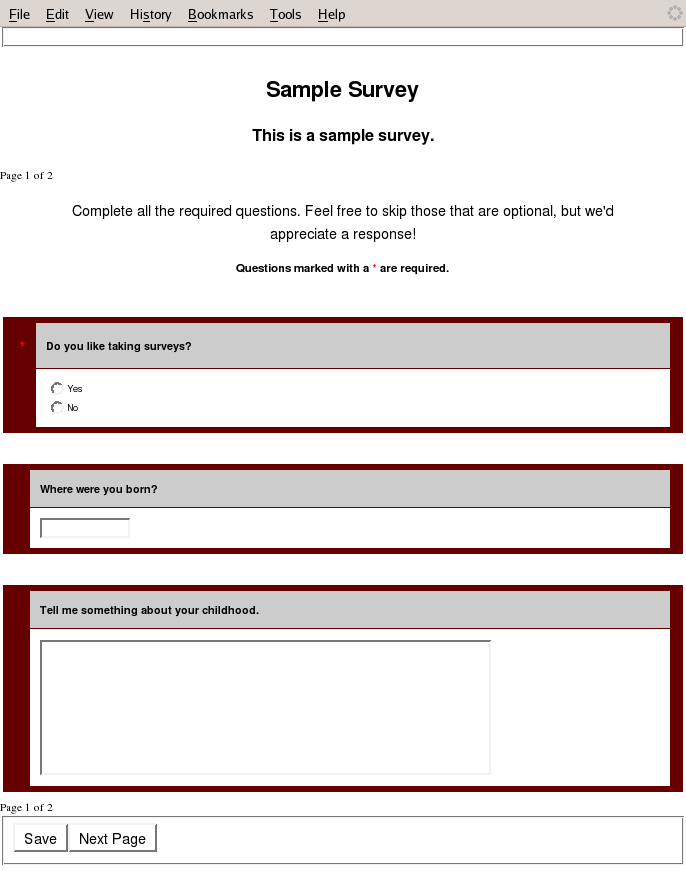 File Edit View History Bookmarks Tools Help
Sample Survey
This is a sample survey.
Page 1 of 2
Complete all the required questions. Feel free to skip those that are optional, but we'd
appreciate a response!
Questions marked with a * are required.
* Do you like taking surveys?
Yes
No
Where were you born?
Tell me something about your childhood.
Page 1 of 2
Save Next Page